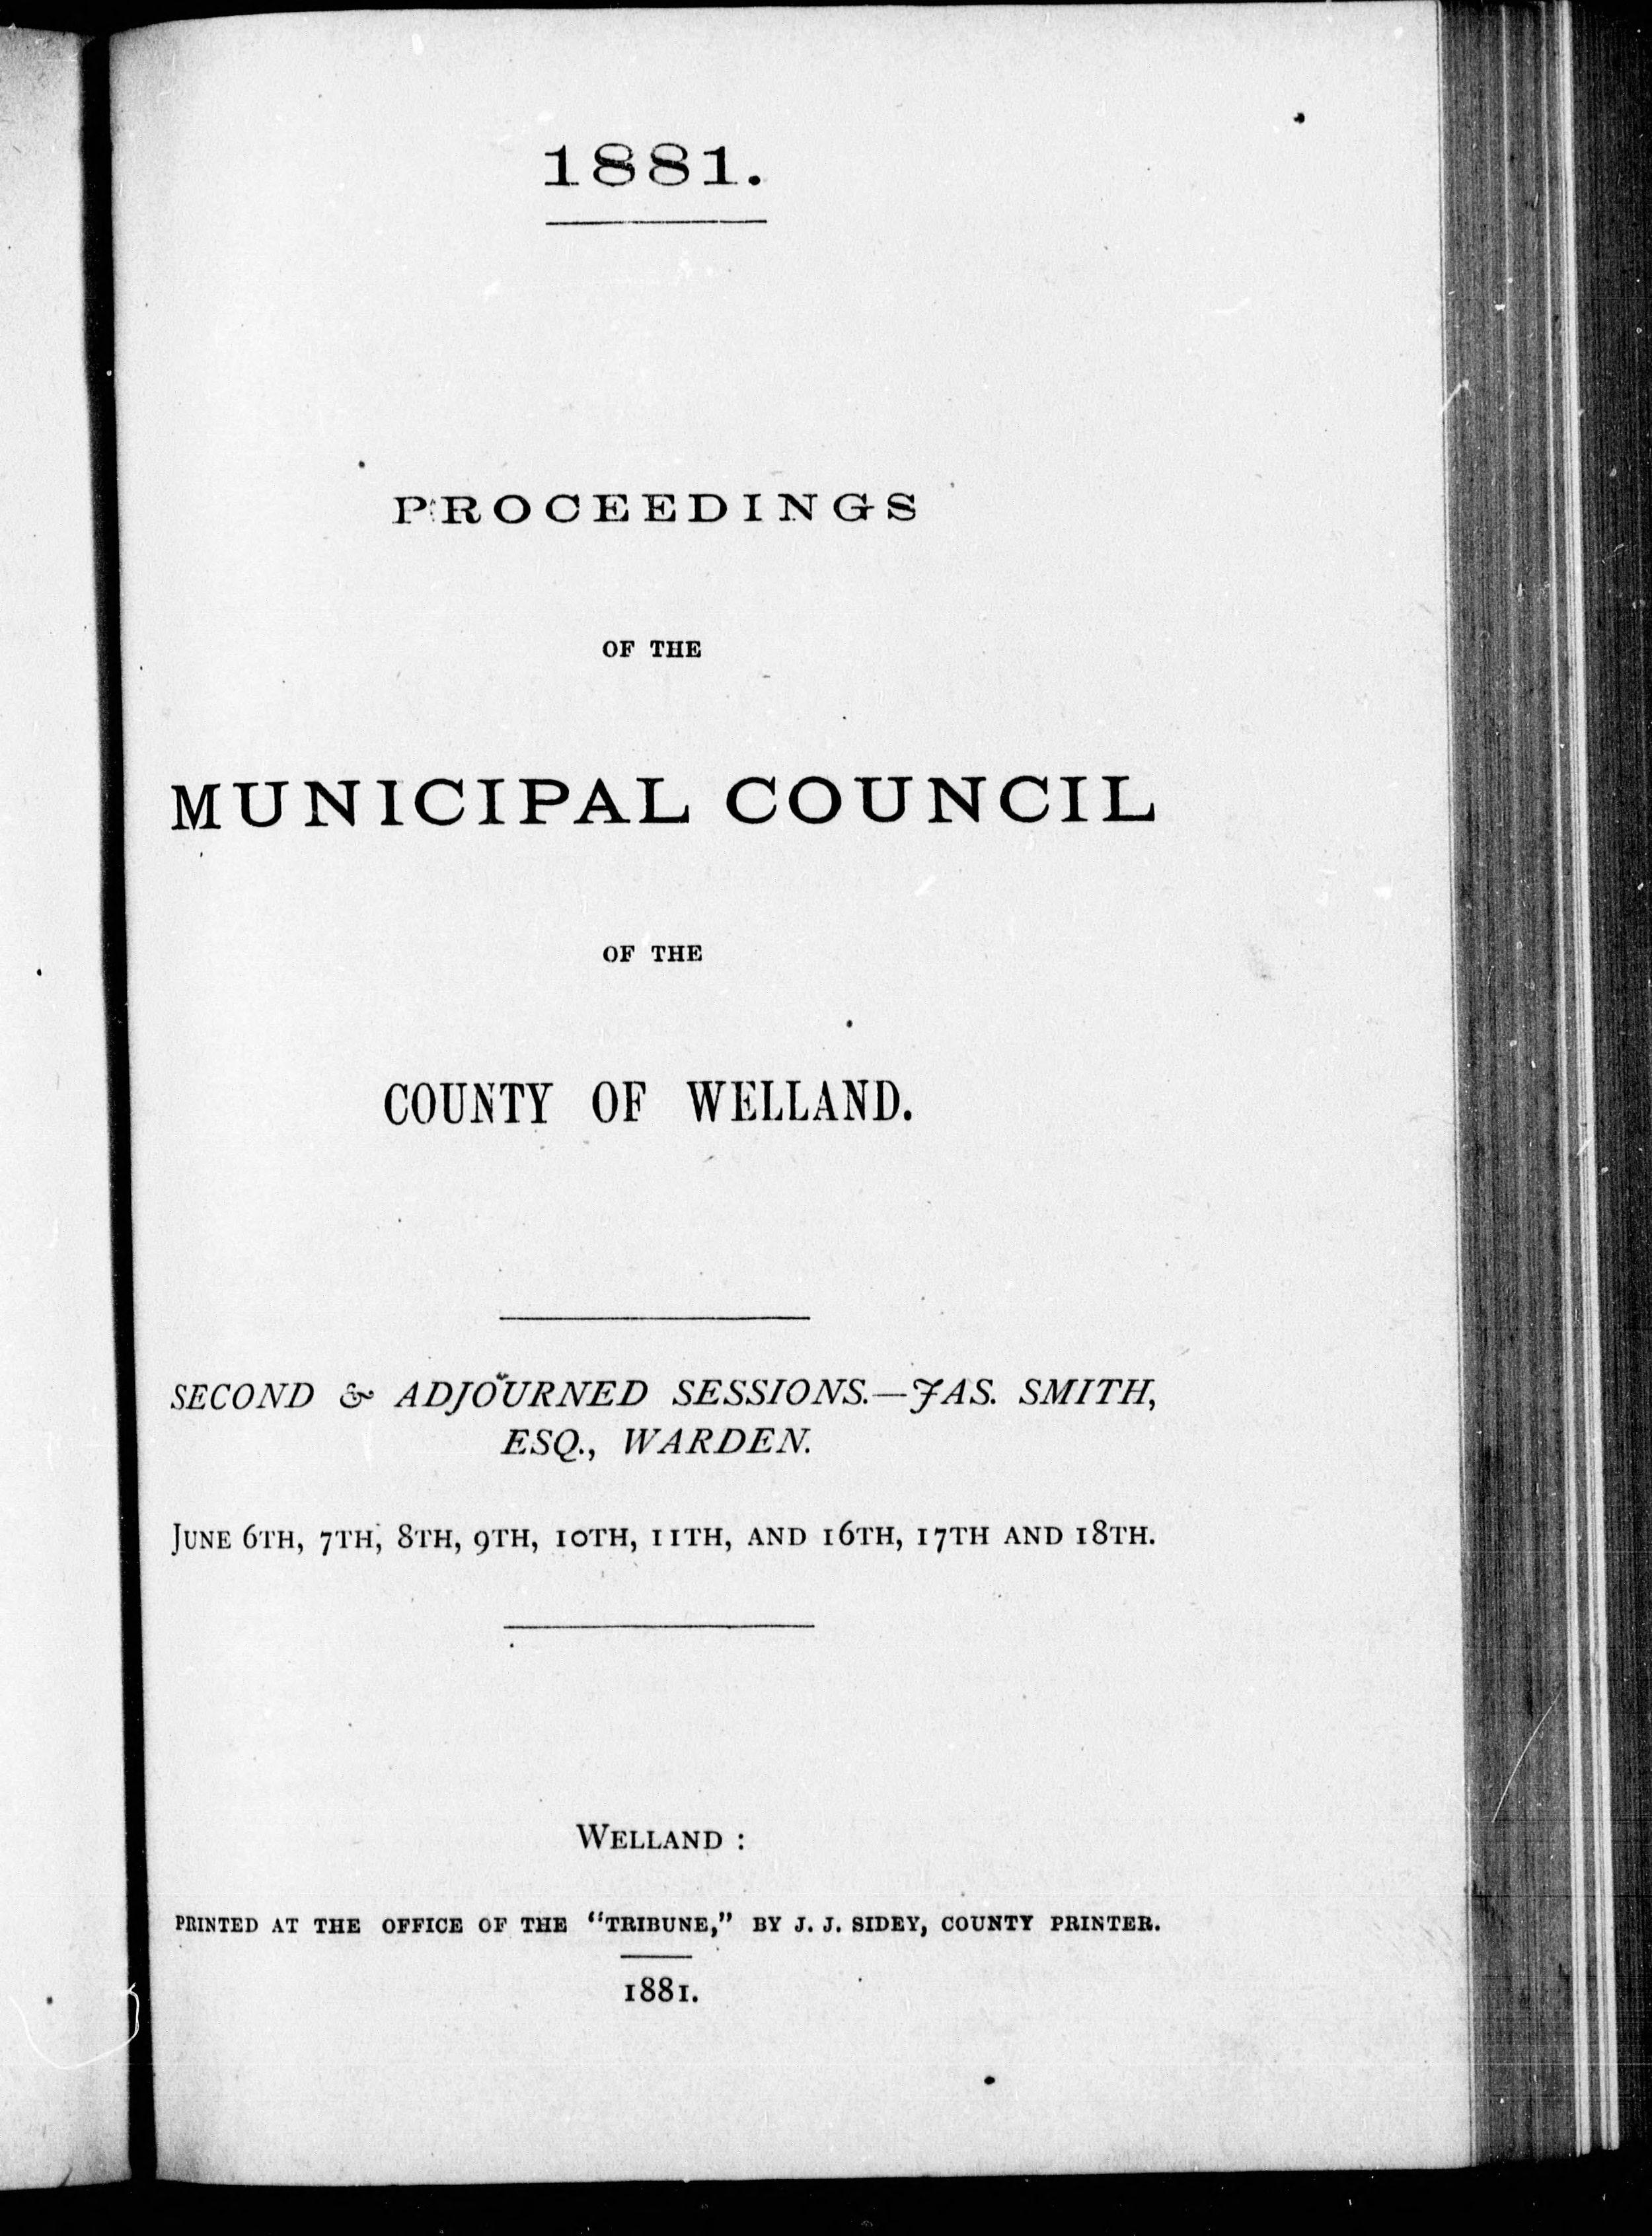 1881.
PROCEEDINGS
OF THE
MUNICIPAL COUNCIL
OF THE
COUNTY OF WELLAND.
SECOND & ADJOURNED SESSIONS.—JAS. SMITH,
ESQ., WARDEN.
JUNE 6TH, 7TH, 8TH, 9TH, 10TH, 11TH, AND 16TH, 17TH AND 18TH.
WELLAND :
PRINTED AT THE OFFICE OF THE "TRIBUNE," BY J. J. SIDEY, COUNTY PRINTER.
1881.